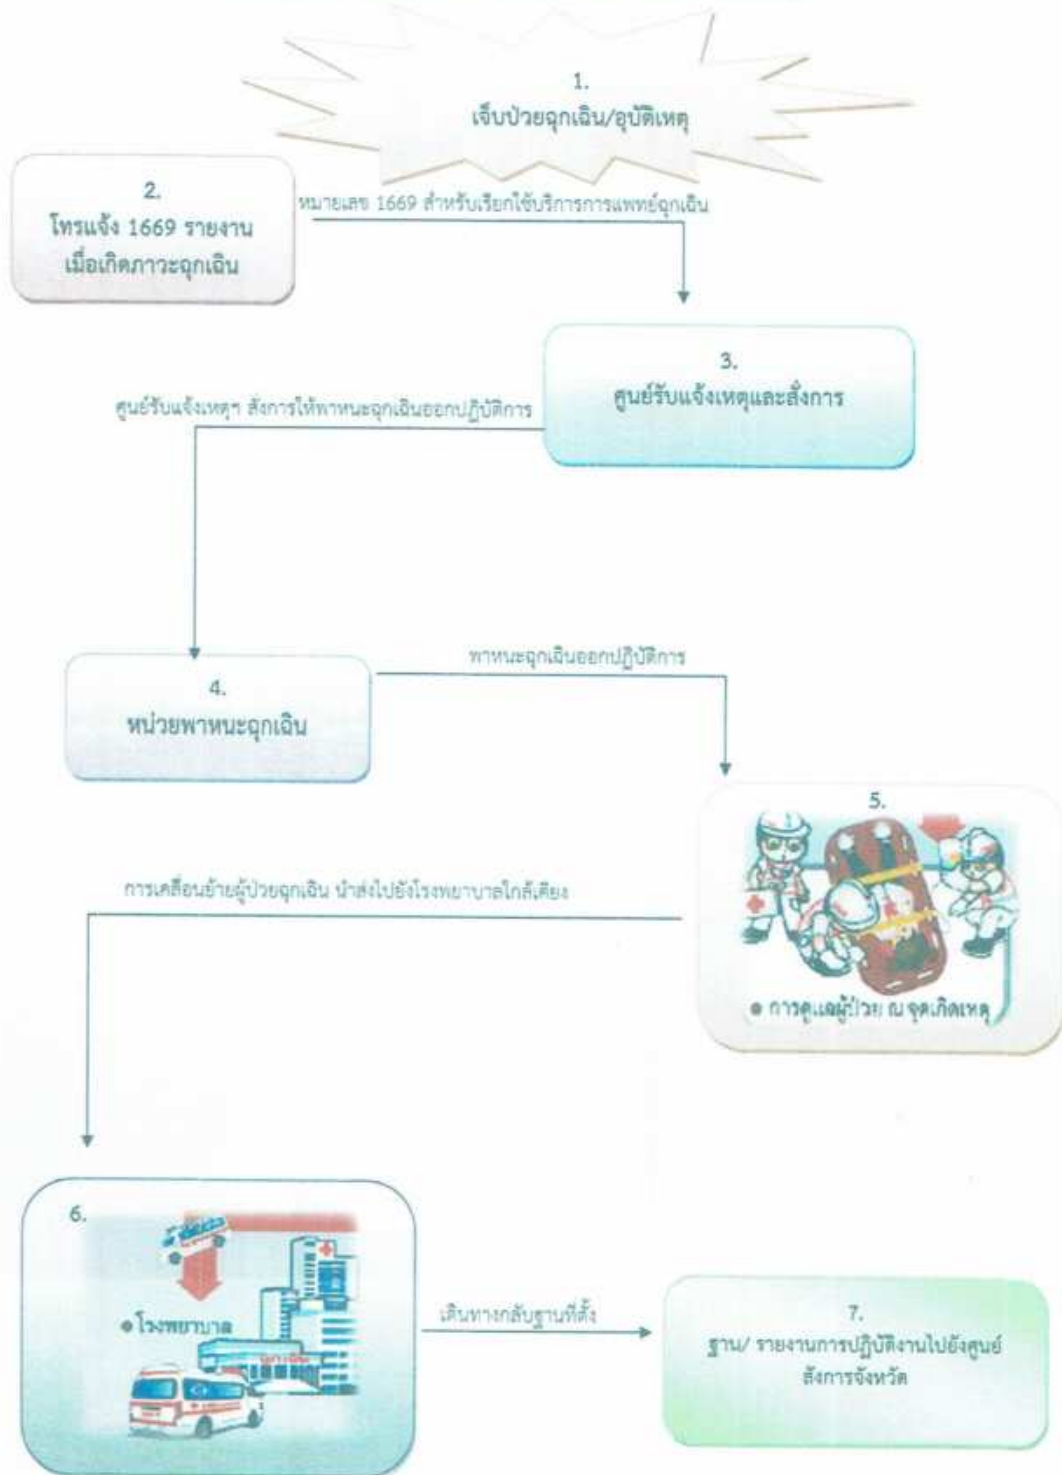 1.
เจ็บป่วยฉุกเฉิน/อุบัติเหตุ
2.
โทรแจ้ง 1669 รายงาน
เมื่อเกิดภาวะฉุกเฉิน
หมายเลข 1669 สำหรับเรียกใช้บริการการแพทย์ฉุกเฉิน
3.
ศูนย์รับแจ้งเหตุและสั่งการ
ศูนย์รับแจ้งเหตุฯ สั่งการให้พาหนะฉุกเฉินออกปฏิบัติการ
4.
หน่วยพาหนะฉุกเฉิน
พาหนะฉุกเฉินออกปฏิบัติการ
5.
● การดูแลผู้ป่วย ณ จุดเกิดเหตุ
การเคลื่อนย้ายผู้ป่วยฉุกเฉิน นำส่งไปยังโรงพยาบาลใกล้เคียง
6.
● โรงพยาบาล
เดินทางกลับฐานที่ตั้ง
7.
ฐาน/ รายงานการปฏิบัติงานไปยังศูนย์
สั่งการจังหวัด